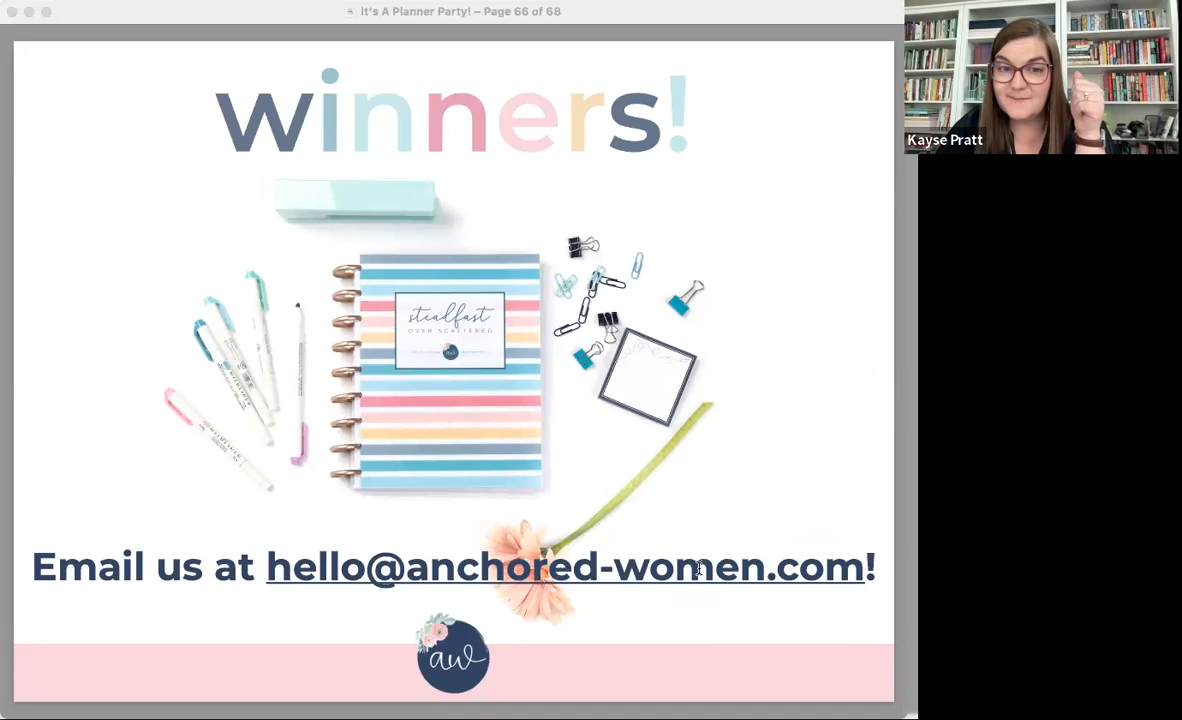 It's A Planner Party! – Page 66 of 68
winners!
Kayse Pratt
steadfast
OVER SCATTERED
aw
Email us at hello@anchored-women.com!
aw